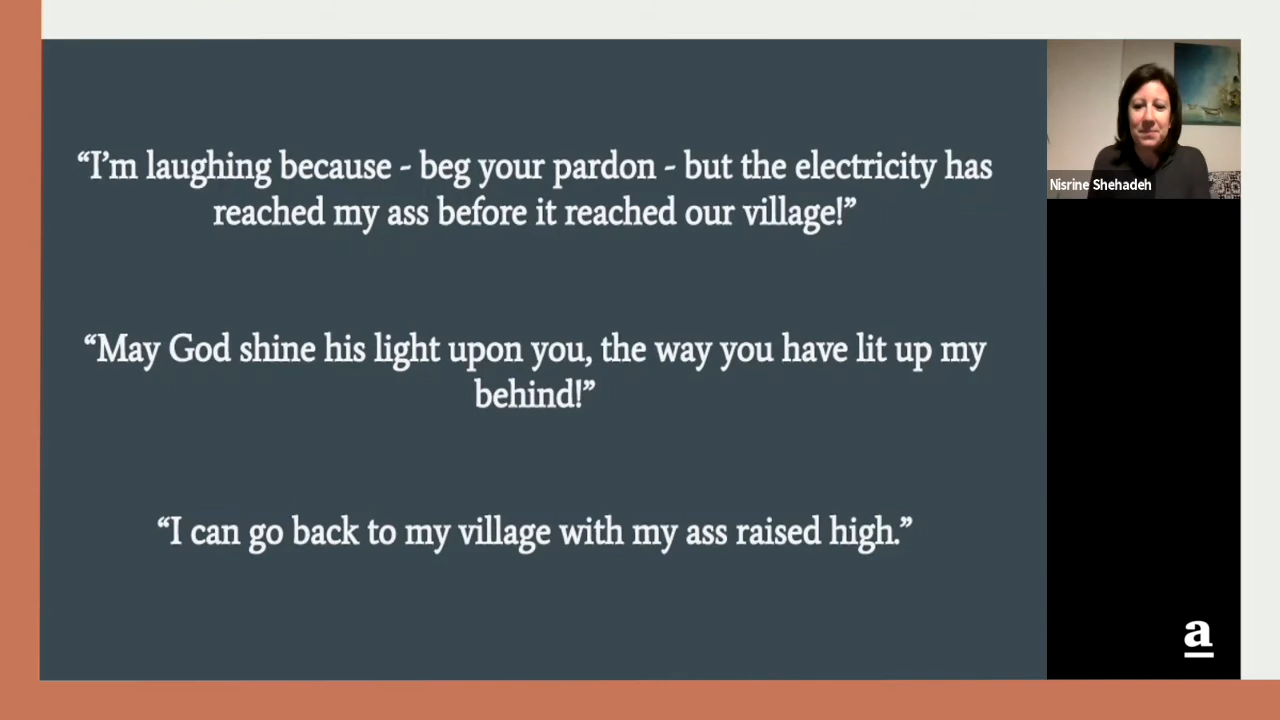 “I’m laughing because - beg your pardon - but the electricity has
reached my ass before it reached our village!”
“May God shine his light upon you, the way you have lit up my
behind!”
“I can go back to my village with my ass raised high.”
Nisrine Shehadeh
a